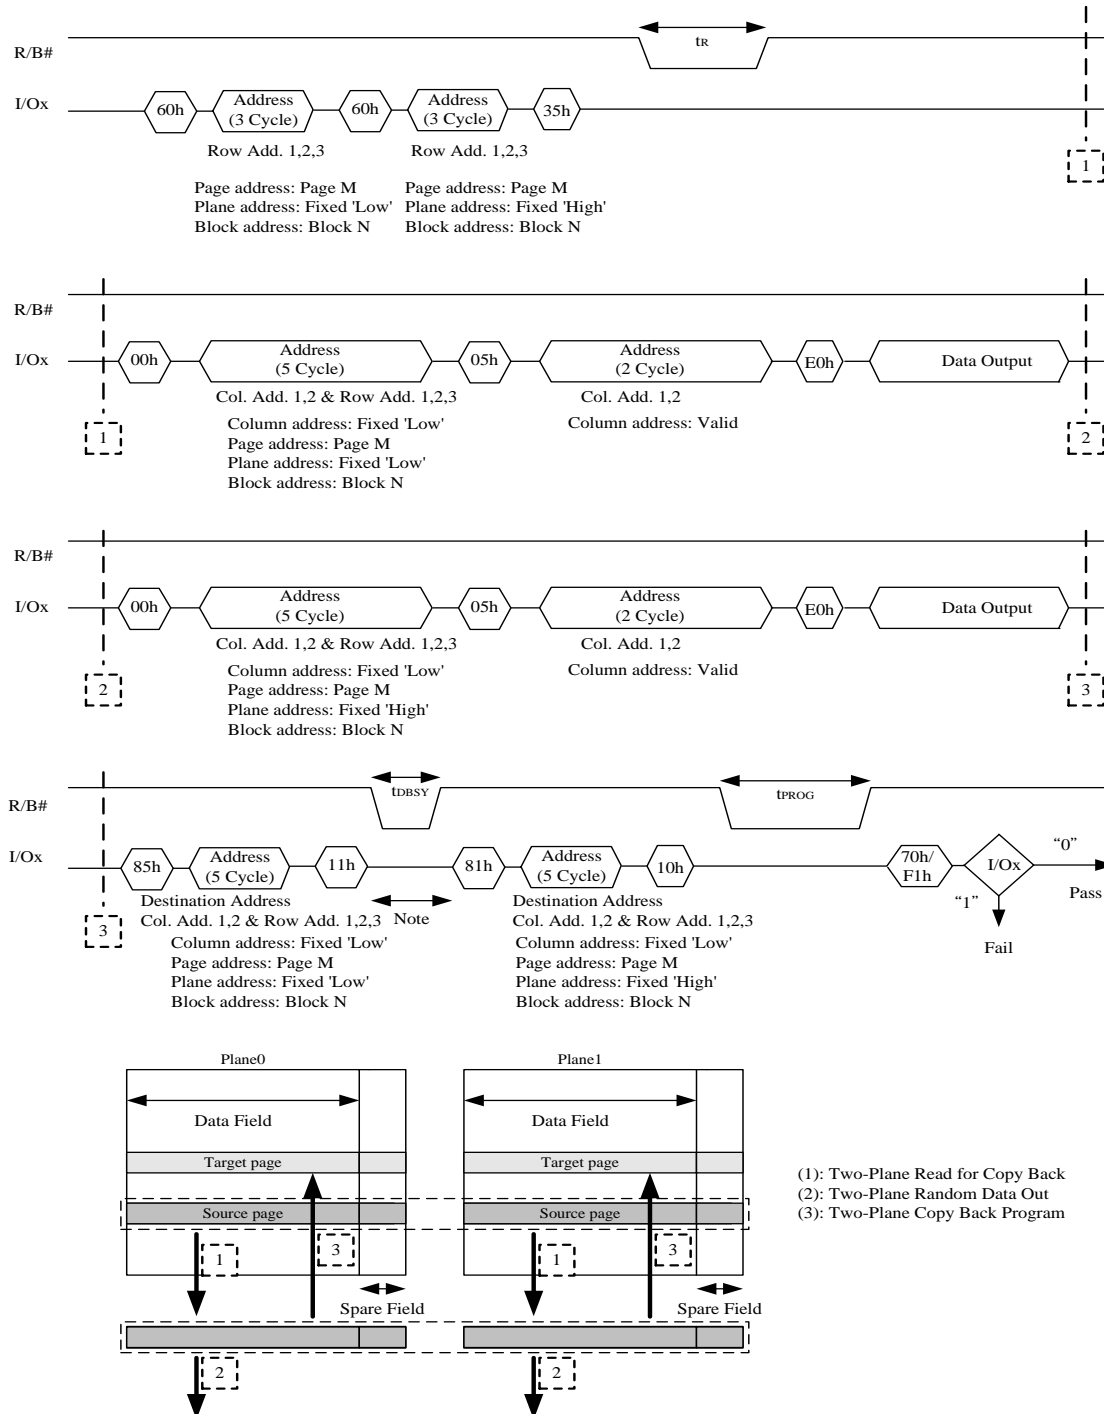 tR
R/B#
I/Ox
60h
Address
(3 Cycle)
60h
Address
(3 Cycle)
35h
Row Add. 1,2,3
Row Add. 1,2,3
1
Page address: Page M
Plane address: Fixed 'Low'
Block address: Block N
Page address: Page M
Plane address: Fixed 'High'
Block address: Block N
R/B#
I/Ox
00h
Address
(5 Cycle)
05h
Address
(2 Cycle)
E0h
Data Output
Col. Add. 1,2 & Row Add. 1,2,3
Col. Add. 1,2
Column address: Fixed 'Low'
Page address: Page M
Plane address: Fixed 'Low'
Block address: Block N
Column address: Valid
1
2
R/B#
I/Ox
00h
Address
(5 Cycle)
05h
Address
(2 Cycle)
E0h
Data Output
Col. Add. 1,2 & Row Add. 1,2,3
Col. Add. 1,2
Column address: Fixed 'Low'
Page address: Page M
Plane address: Fixed 'High'
Block address: Block N
Column address: Valid
2
3
R/B#
tDBSY
tPROG
I/Ox
85h
Address
(5 Cycle)
11h
81h
Address
(5 Cycle)
10h
70h/
F1h
I/Ox
“0”
Pass
“1”
Fail
Note
3
Destination Address
Col. Add. 1,2 & Row Add. 1,2,3
Column address: Fixed 'Low'
Page address: Page M
Plane address: Fixed 'Low'
Block address: Block N
Destination Address
Col. Add. 1,2 & Row Add. 1,2,3
Column address: Fixed 'Low'
Page address: Page M
Plane address: Fixed 'High'
Block address: Block N
Plane0
Data Field
Target page
Source page
1
3
Spare Field
2
Plane1
Data Field
Target page
Source page
1
3
Spare Field
2
(1): Two-Plane Read for Copy Back
(2): Two-Plane Random Data Out
(3): Two-Plane Copy Back Program